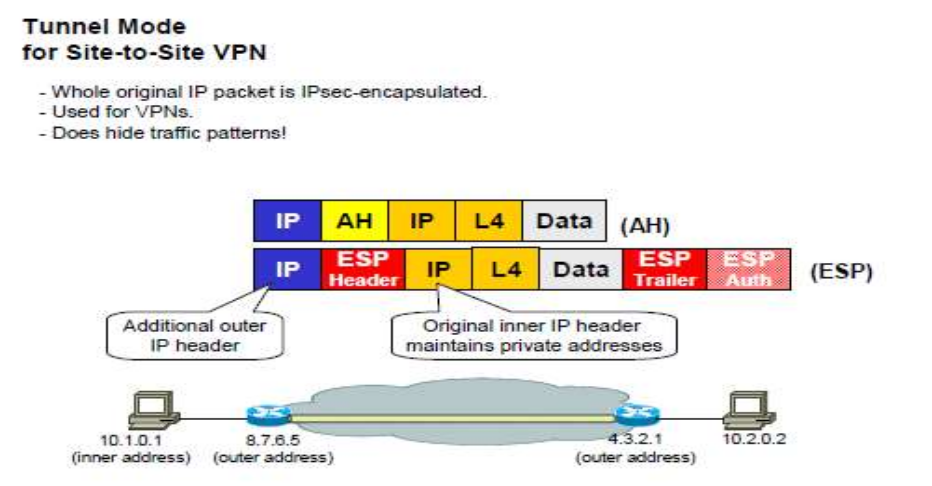 Tunnel Mode
for Site-to-Site VPN
- Whole original IP packet is IPsec-encapsulated.
- Used for VPNs.
- Does hide traffic patterns!
IP AH IP L4 Data (AH)
IP ESP Header IP L4 Data ESP Trailer ESP Auth (ESP)
Additional outer
IP header
Original inner IP header
maintains private addresses
10.1.0.1 8.7.6.5 4.3.2.1 10.2.0.2
(inner address) (outer address) (outer address)